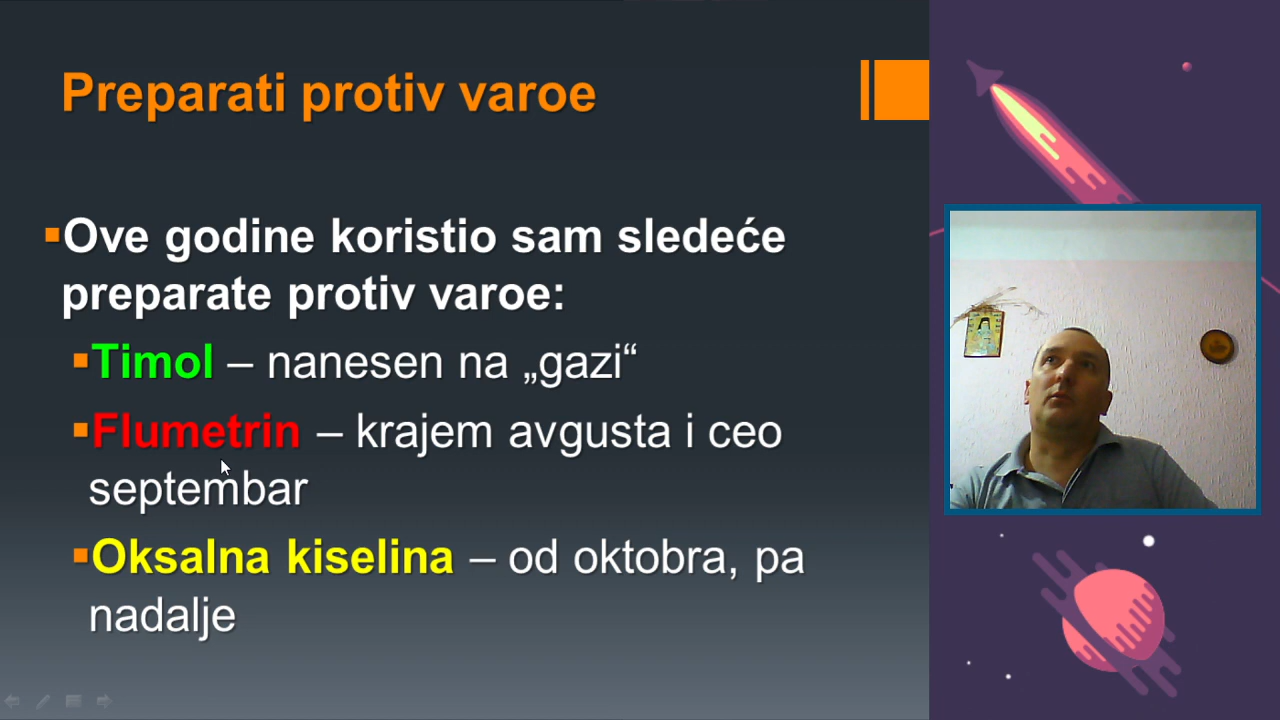 Preparati protiv varoe
Ove godine koristio sam sledeće
preparate protiv varoe:
Timol – nanesen na „gazi“
Flumetrin – krajem avgusta i ceo
septembar
Oksalna kiselina – od oktobra, pa
nadalje